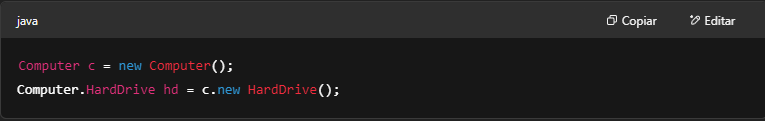 java Copiar Editar
Computer c = new Computer();
Computer.HardDrive hd = c.new HardDrive();